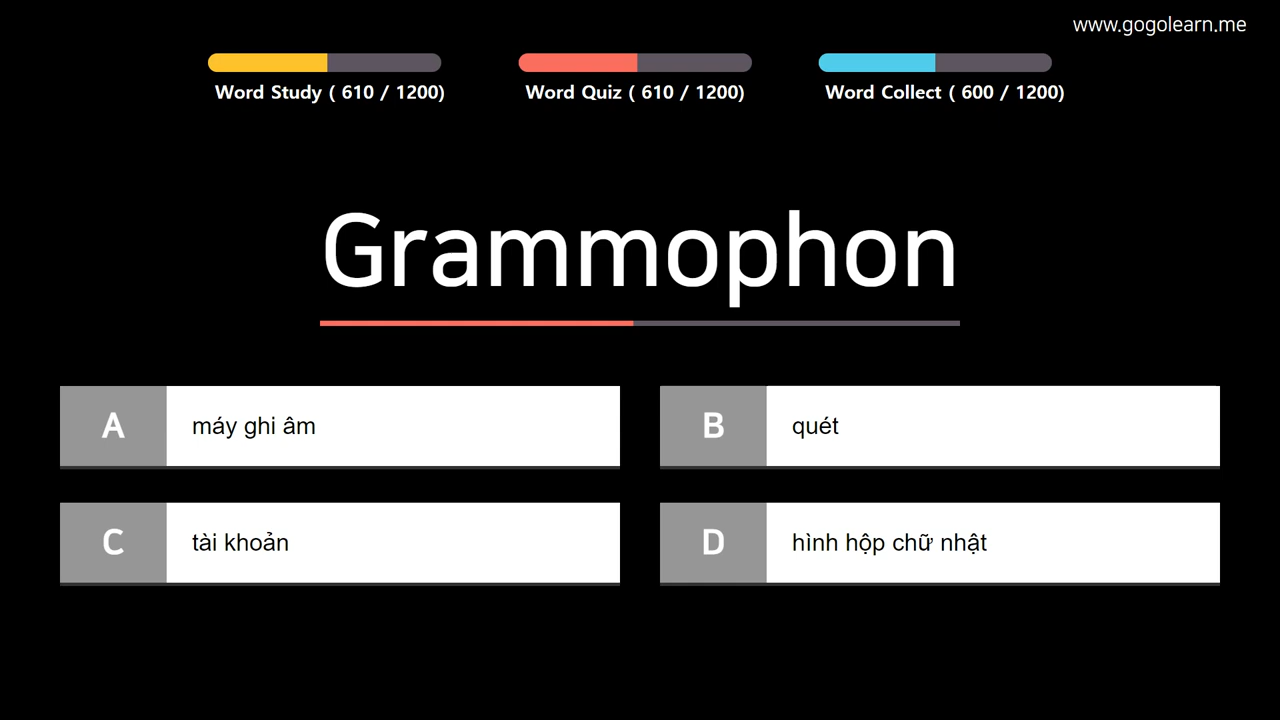 www.gogolearn.me
Word Study ( 610 / 1200)
Word Quiz ( 610 / 1200)
Word Collect ( 600 / 1200)
Grammophon
A
máy ghi âm
B
quét
C
tài khoản
D
hình hộp chữ nhật